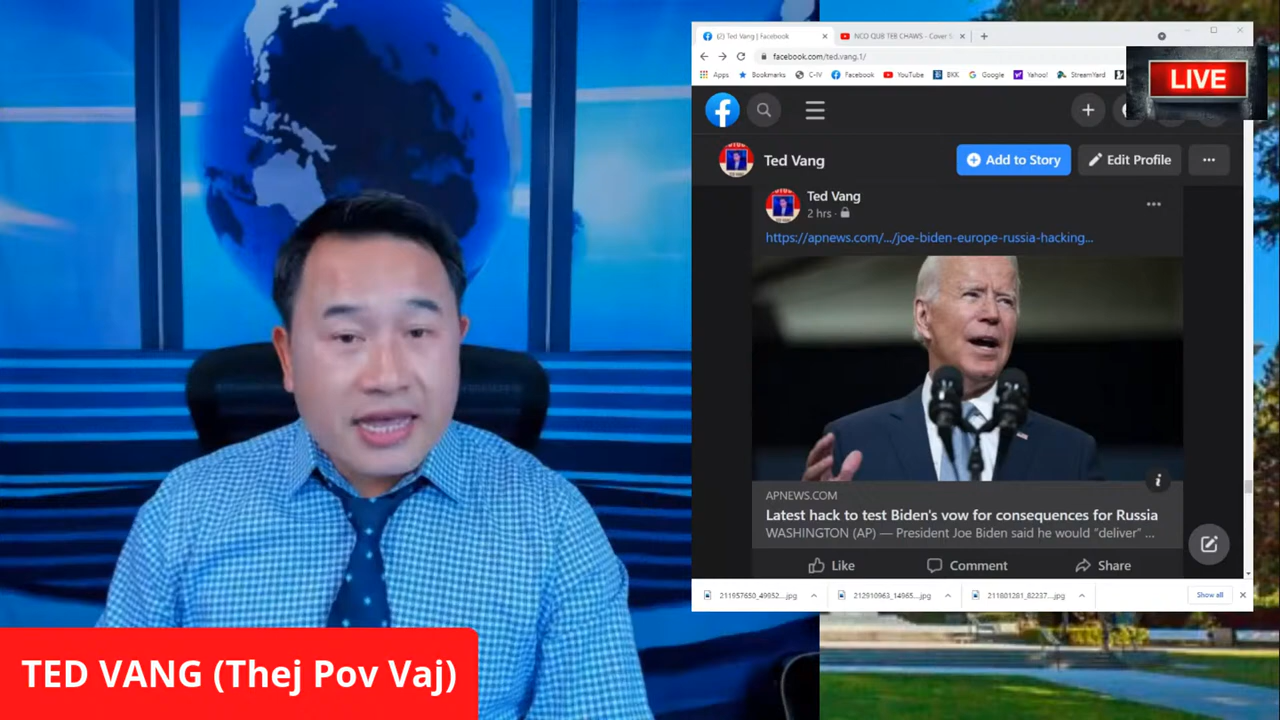 (2) Ted Vang | Facebook
NCO QUB TEB CHAWS - Cover
facebook.com/ted.vang.1/
Apps Bookmarks C-IV Facebook YouTube BKK Google Yahoo! StreamYard
LIVE
Ted Vang
Add to Story
Edit Profile
Ted Vang
2 hrs ·
https://apnews.com/.../joe-biden-europe-russia-hacking...
APNEWS.COM
Latest hack to test Biden's vow for consequences for Russia
WASHINGTON (AP) — President Joe Biden said he would "deliver" ...
Like Comment Share
211957650_49932....jpg 212910963_14965....jpg 211801281_82237....jpg Show all
TED VANG (Thej Pov Vaj)